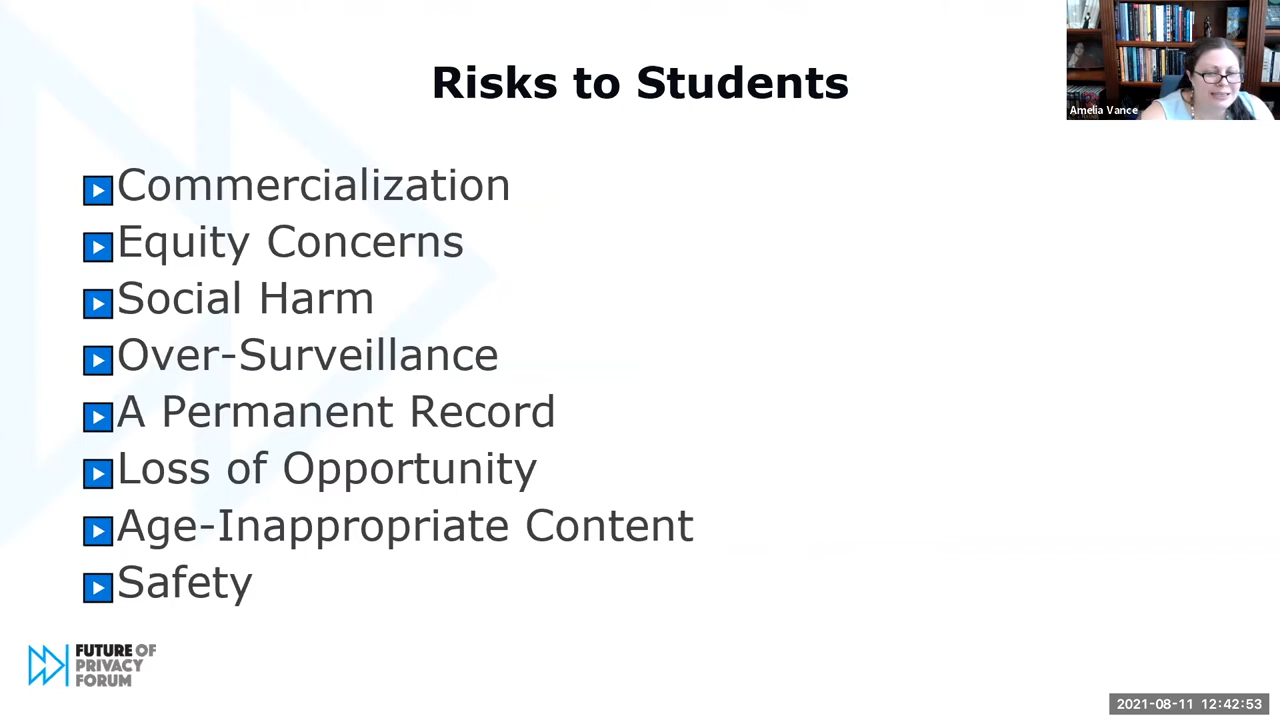 Risks to Students
Amelia Vance
Commercialization
Equity Concerns
Social Harm
Over-Surveillance
A Permanent Record
Loss of Opportunity
Age-Inappropriate Content
Safety
FUTURE OF
PRIVACY
FORUM
2021-08-11 12:42:53